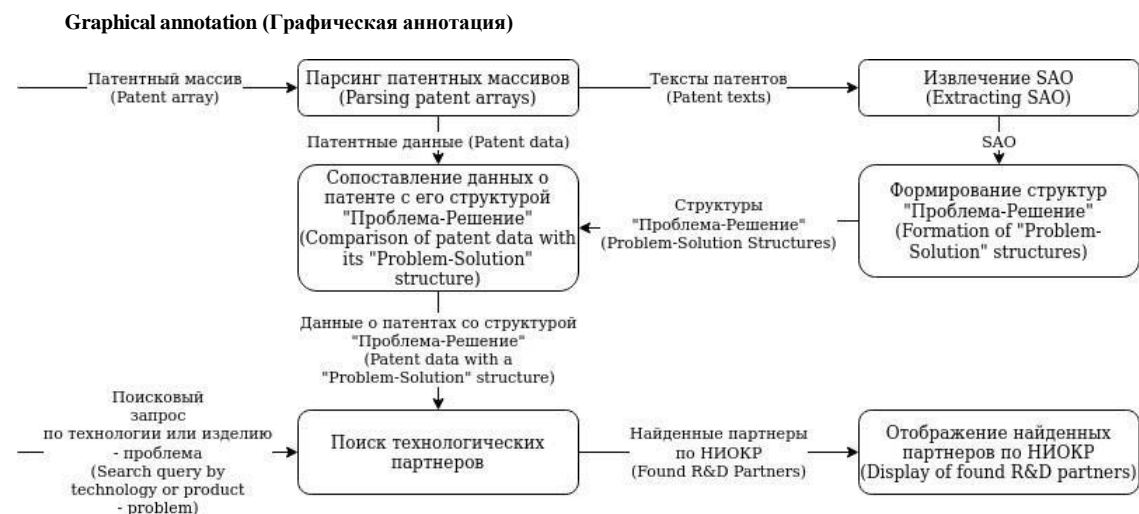 Graphical annotation (Графическая аннотация)
Патентный массив
(Patent array)
Парсинг патентных массивов
(Parsing patent arrays)
Тексты патентов
(Patent texts)
Извлечение SAO
(Extracting SAO)
Патентные данные (Patent data)
SAO
Сопоставление данных о
патенте с его структурой
"Проблема-Решение"
(Comparison of patent data with
its "Problem-Solution"
structure)
Структуры
"Проблема-Решение"
(Problem-Solution Structures)
Формирование структур
"Проблема-Решение"
(Formation of "Problem-
Solution" structures)
Данные о патентах со структурой
"Проблема-Решение"
(Patent data with a
"Problem-Solution" structure)
Поисковый
запрос
по технологии или изделию
- проблема
(Search query by
technology or product
- problem)
Поиск технологических
партнеров
Найденные партнеры
по НИОКР
(Found R&D Partners)
Отображение найденных
партнеров по НИОКР
(Display of found R&D partners)